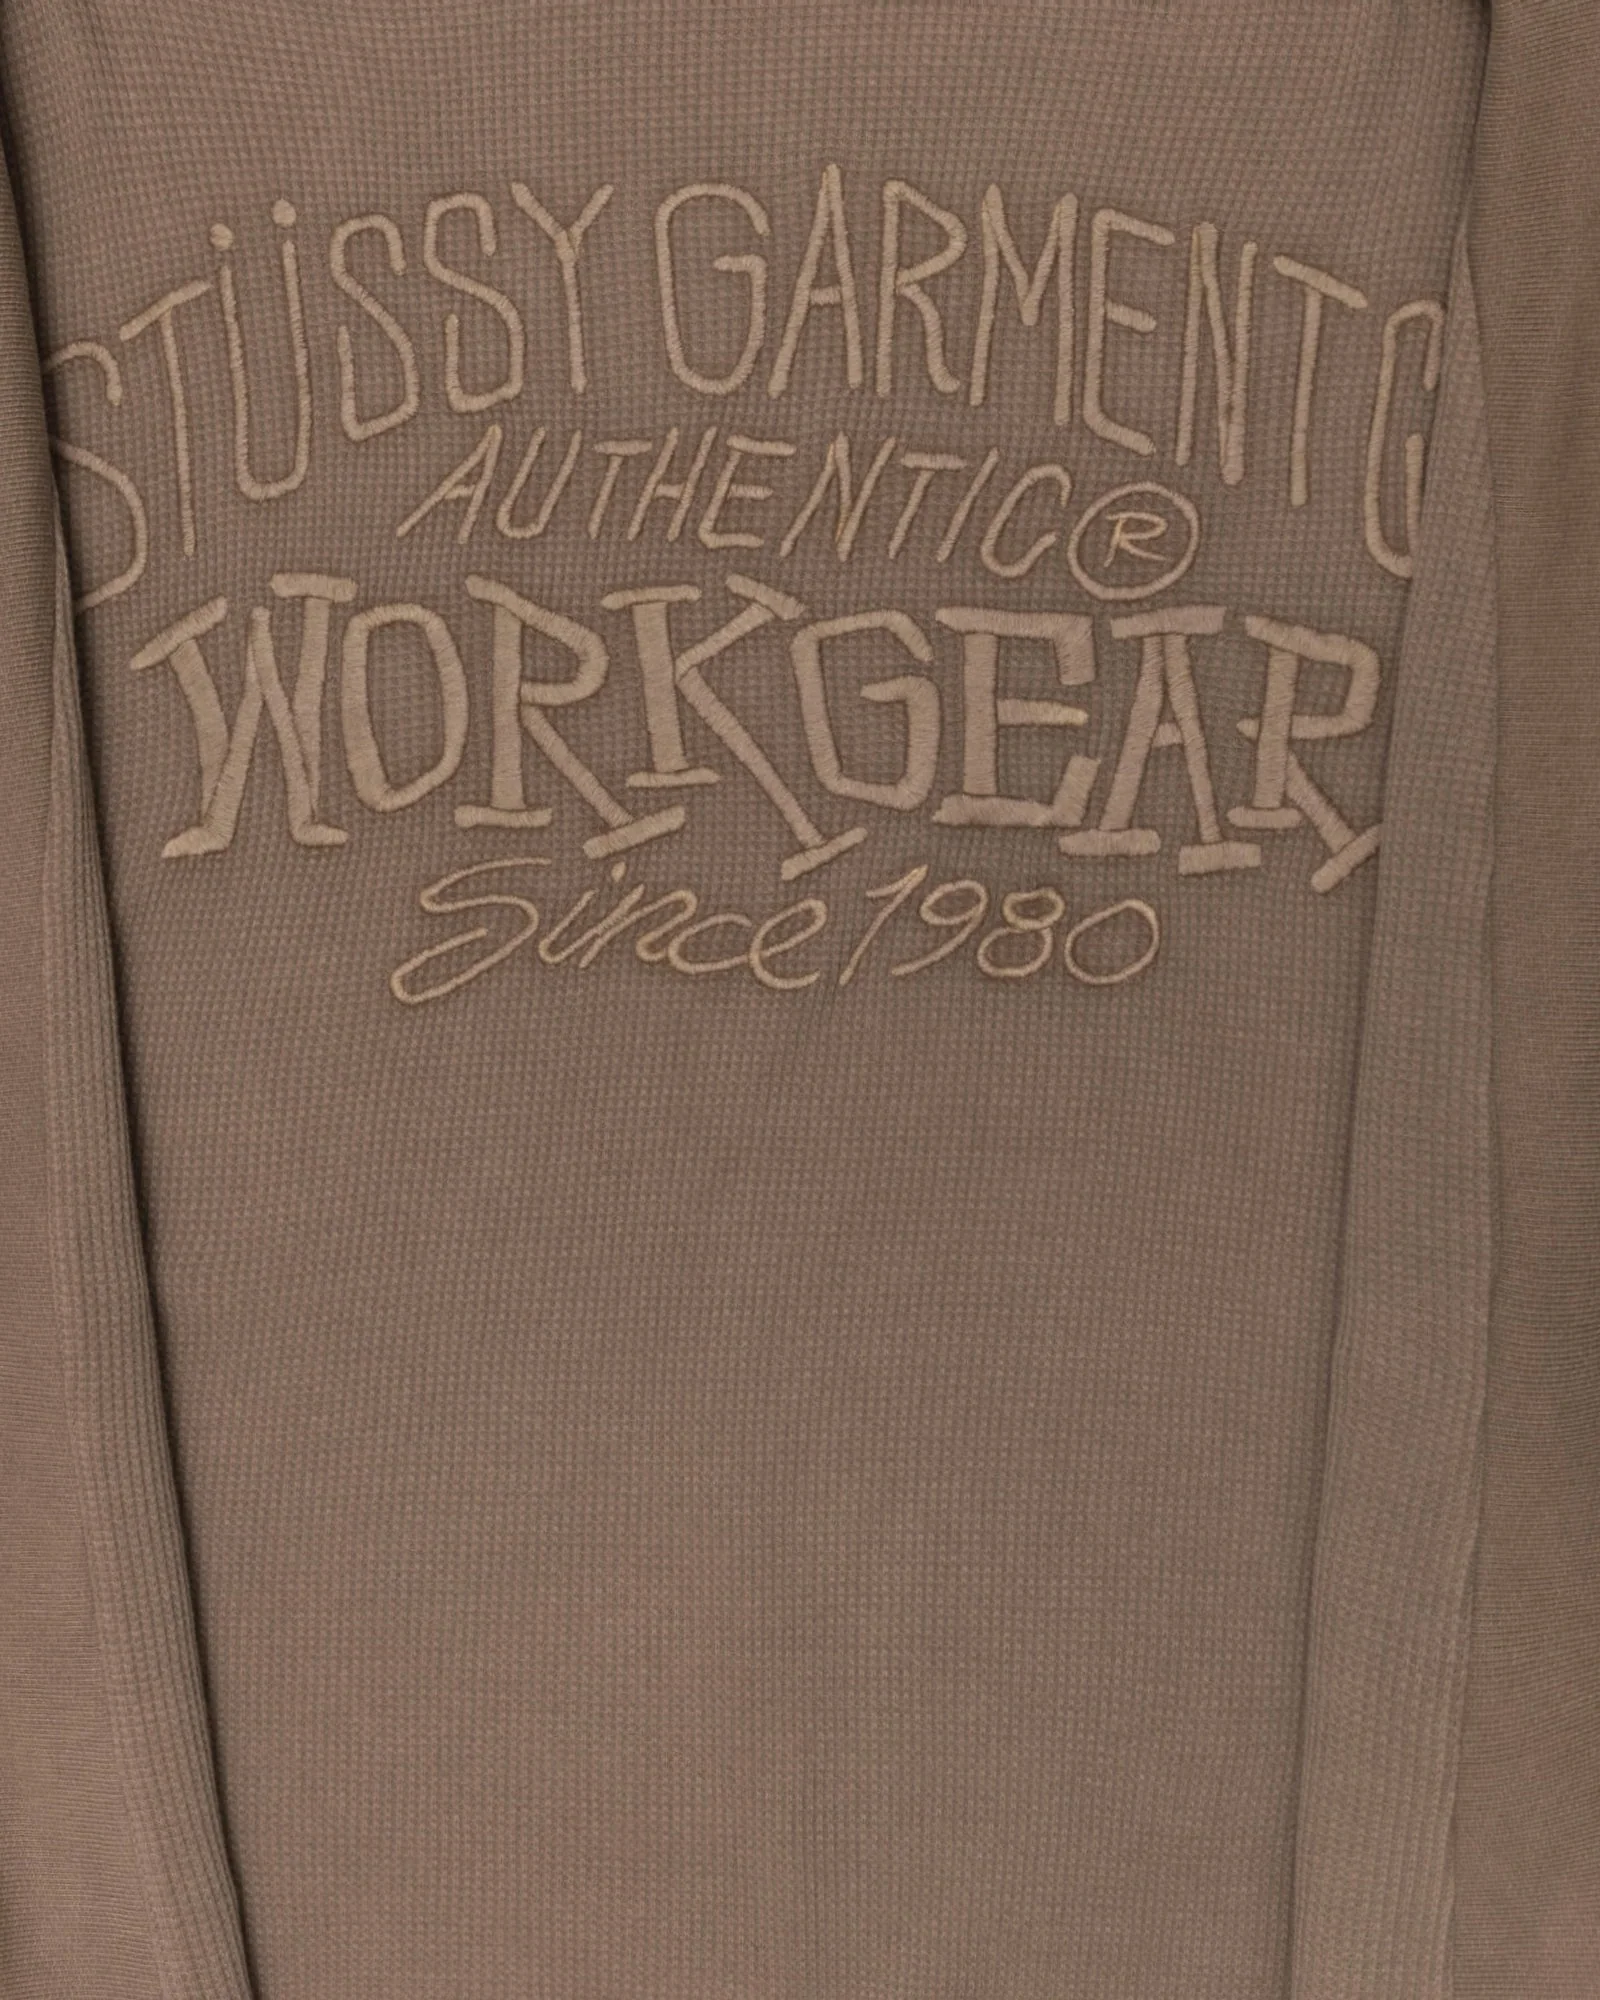 STÜSSY GARMENT C
AUTHENTIC®
WORKGEAR
Since 1980